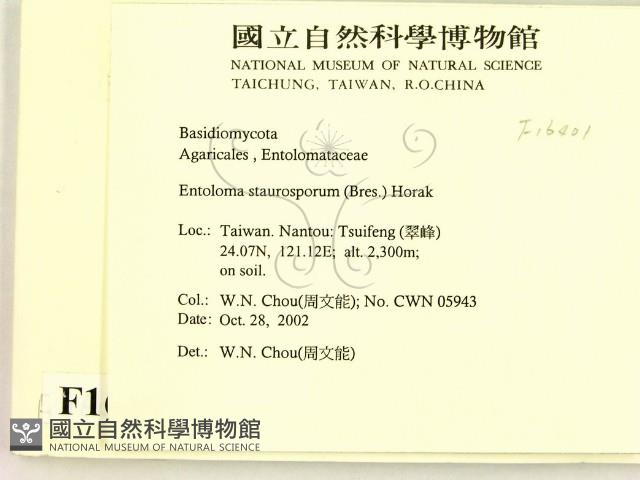 國立自然科學博物館
NATIONAL MUSEUM OF NATURAL SCIENCE
TAICHUNG, TAIWAN, R.O.CHINA
F16401
Basidiomycota
Agaricales , Entolomataceae
Entoloma staurosporum (Bres.) Horak
Loc.: Taiwan. Nantou: Tsuifeng (翠峰)
24.07N, 121.12E; alt. 2,300m;
on soil.
Col.: W.N. Chou(周文能); No. CWN 05943
Date: Oct. 28, 2002
Det.: W.N. Chou(周文能)
F1
國立自然科學博物館
NATIONAL MUSEUM OF NATURAL SCIENCE